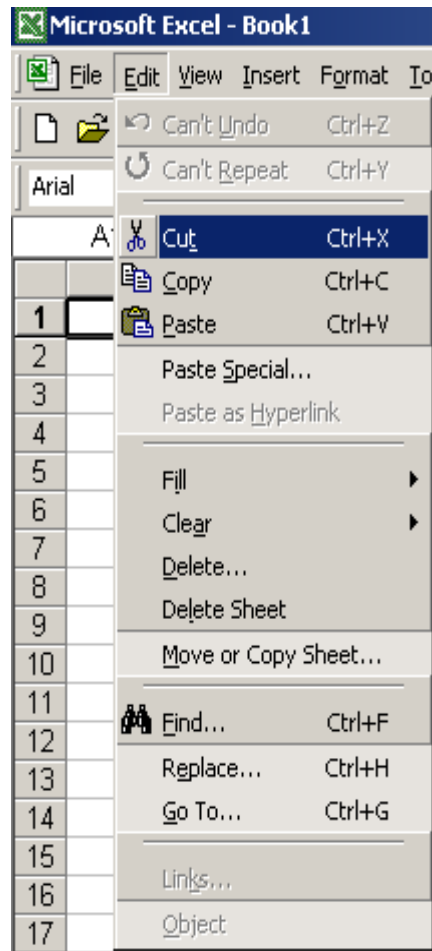 Microsoft Excel - Book1
File Edit View Insert Format To
Can't Undo Ctrl+Z
Can't Repeat Ctrl+Y
Arial
A
Cut Ctrl+X
Copy Ctrl+C
1
Paste Ctrl+V
2
Paste Special...
3
Paste as Hyperlink
4
5
Fill
6
Clear
7
Delete...
8
Delete Sheet
9
10
Move or Copy Sheet...
11
Find... Ctrl+F
12
13
Replace... Ctrl+H
14
Go To... Ctrl+G
15
Links...
16
17
Object